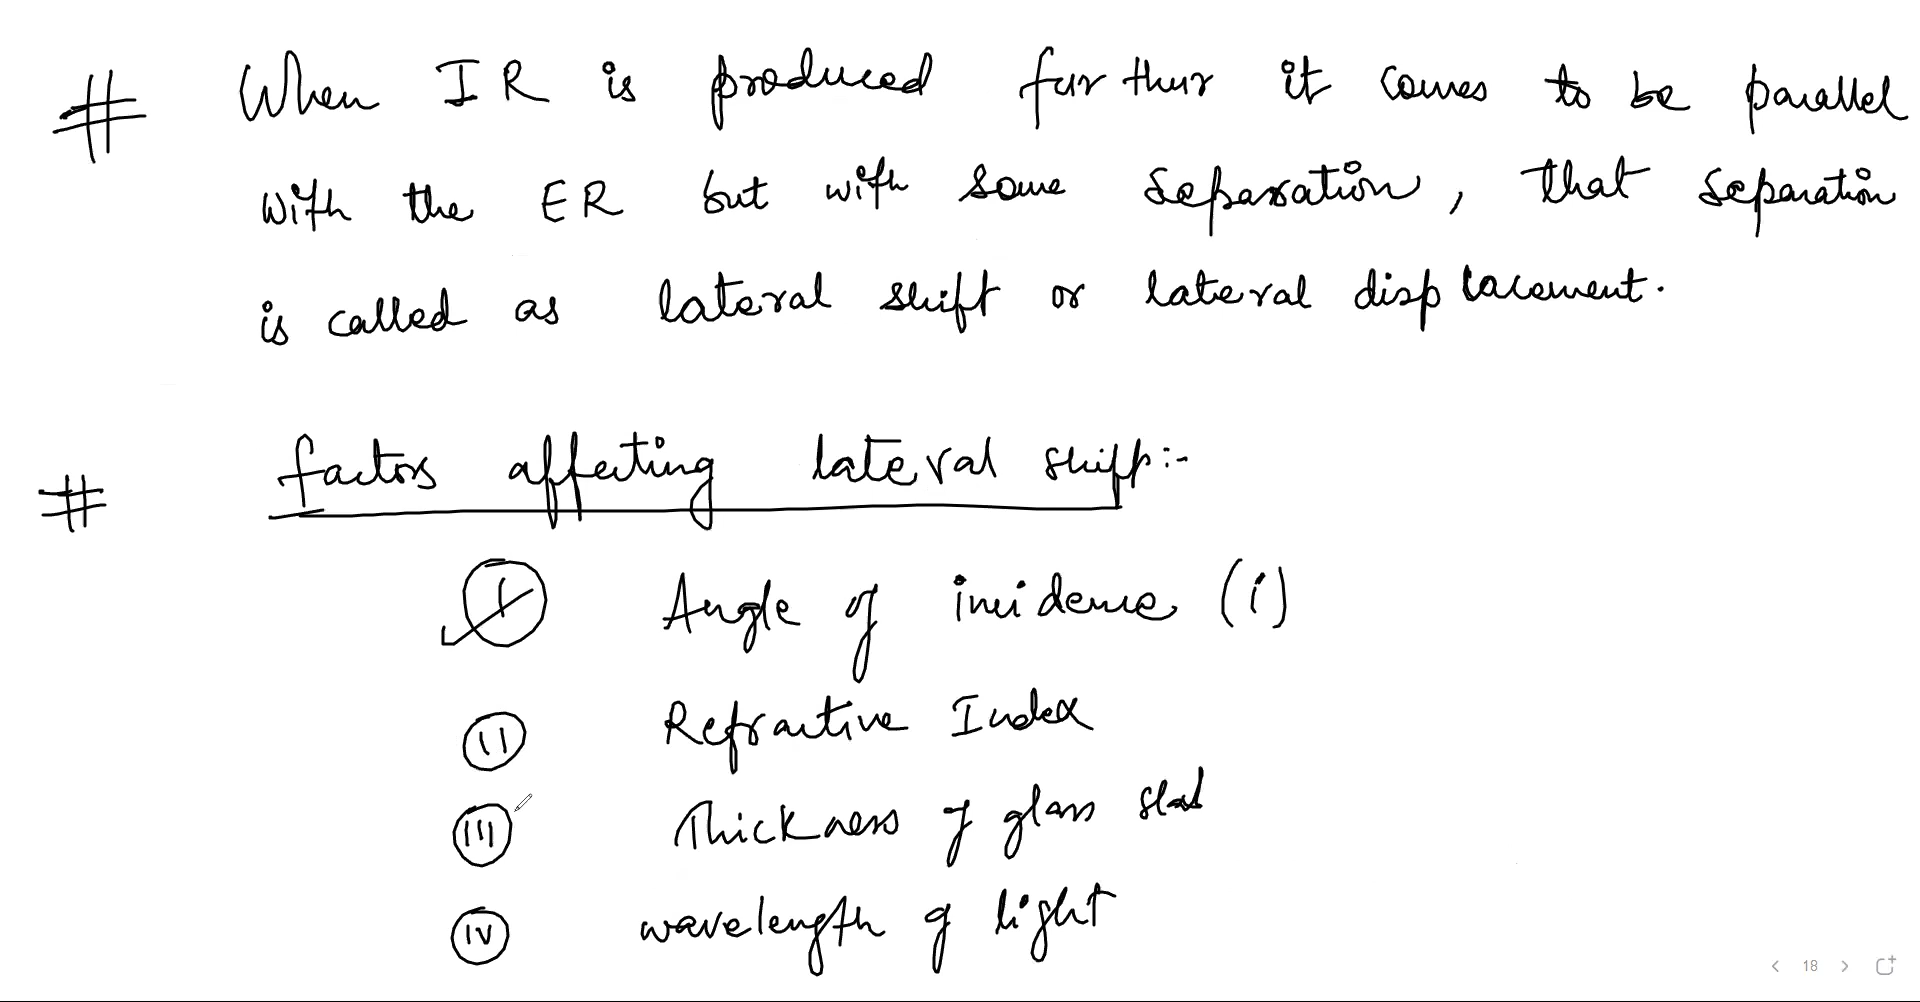 # When IR is produced furthur it comes to be parallel
with the ER but with some separation, that separation
is called as lateral shift or lateral displacement.
# factors affecting lateral shift:-
(i) Angle of incidence (i)
(ii) Refractive Index
(iii) Thickness of glass slab
(iv) wavelength of light
18